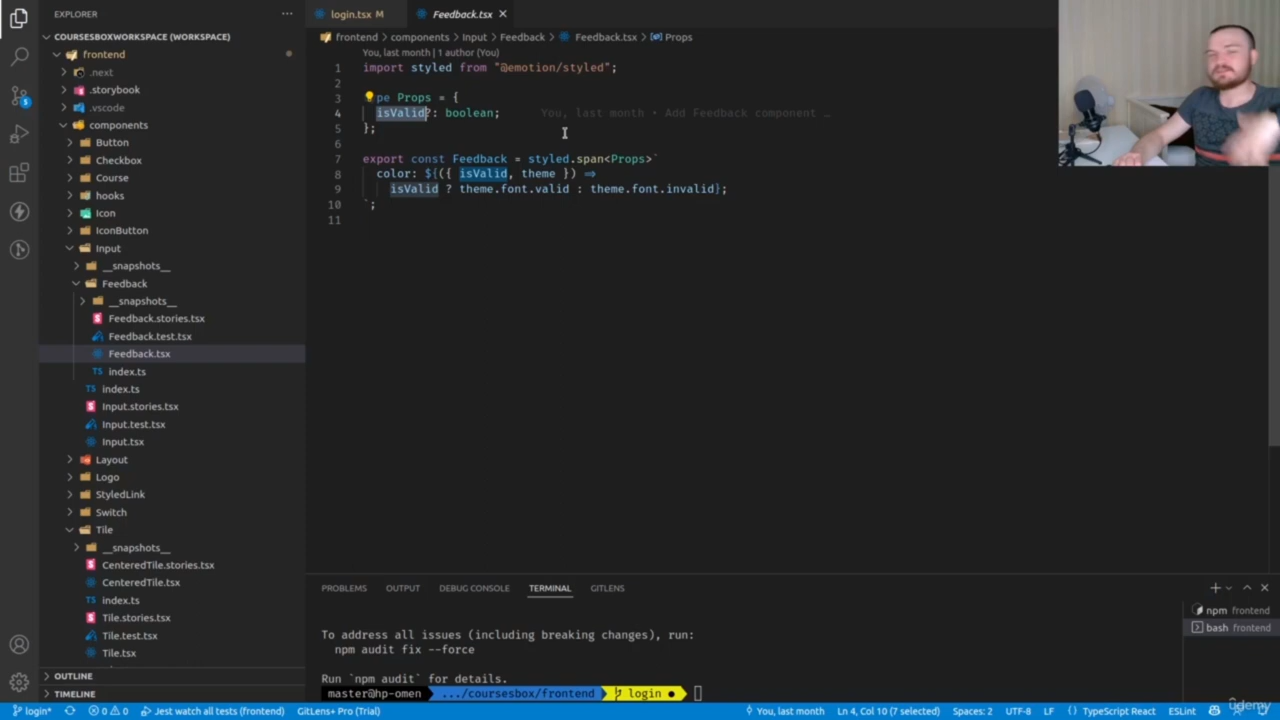 EXPLORER
COURSESBOXWORKSPACE (WORKSPACE)
frontend
.next
.storybook
.vscode
components
Button
Checkbox
Course
hooks
Icon
IconButton
Input
__snapshots__
Feedback
__snapshots__
Feedback.stories.tsx
Feedback.test.tsx
Feedback.tsx
index.ts
index.ts
Input.stories.tsx
Input.test.tsx
Input.tsx
Layout
Logo
StyledLink
Switch
Tile
__snapshots__
CenteredTile.stories.tsx
CenteredTile.tsx
index.ts
Tile.stories.tsx
Tile.test.tsx
Tile.tsx
OUTLINE
TIMELINE
login.tsx M
Feedback.tsx
frontend > components > Input > Feedback > Feedback.tsx > Props
You, last month | 1 author (You)
1 import styled from "@emotion/styled";
2
3 pe Props = {
4 isValid?: boolean; You, last month • Add Feedback component …
5 };
6
7 export const Feedback = styled.span<Props>`
8 color: ${({ isValid, theme }) =>
9 isValid ? theme.font.valid : theme.font.invalid};
10 `;
11
PROBLEMS OUTPUT DEBUG CONSOLE TERMINAL GITLENS
To address all issues (including breaking changes), run:
npm audit fix --force
Run `npm audit` for details.
master@hp-omen .../coursesbox/frontend login ●
npm frontend
bash frontend
login* 0 0 Jest watch all tests (frontend) GitLens+ Pro (Trial) You, last month Ln 4, Col 10 (7 selected) Spaces: 2 UTF-8 LF {} TypeScript React ESLint
udemy